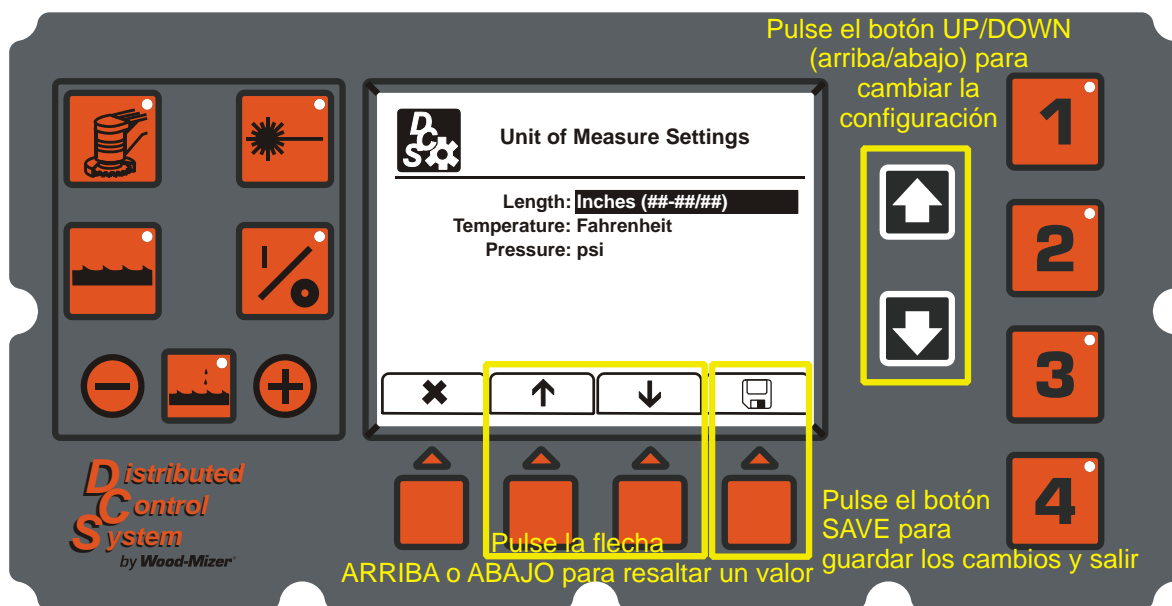 Pulse el botón UP/DOWN
(arriba/abajo) para
cambiar la
configuración
DCS
Unit of Measure Settings
Length: Inches (##-##/##)
Temperature: Fahrenheit
Pressure: psi
1
2
3
4
Distributed
Control
System
by Wood-Mizer®
Pulse la flecha
ARRIBA o ABAJO para resaltar un valor
Pulse el botón
SAVE para
guardar los cambios y salir